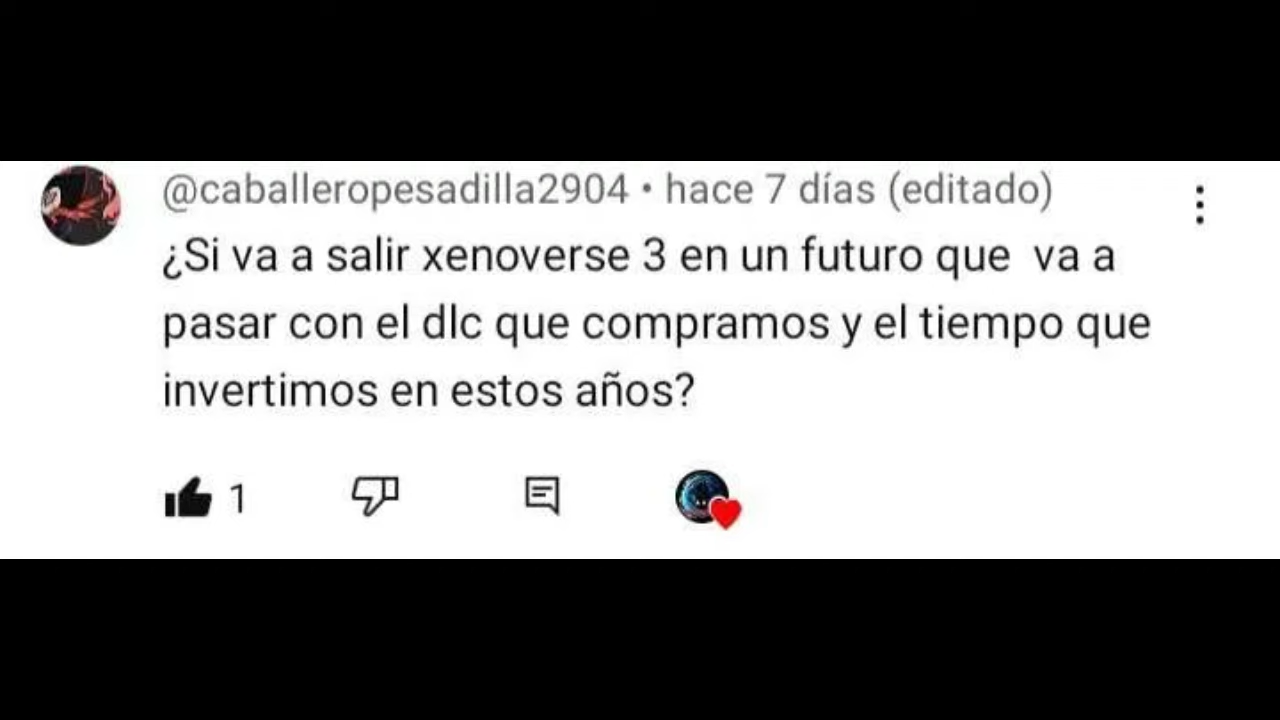 @caballeropesadilla2904 • hace 7 días (editado)
¿Si va a salir xenoverse 3 en un futuro que  va a
pasar con el dlc que compramos y el tiempo que
invertimos en estos años?
1